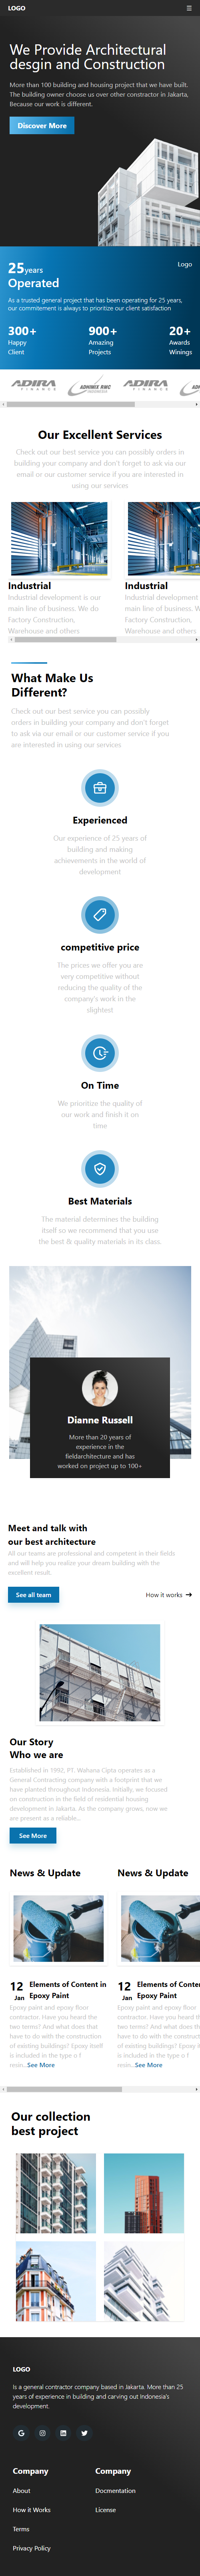 LOGO
We Provide Architectural
desgin and Construction
More than 100 building and housing project that we have built.
The building owner choose us over other constractor in Jakarta,
Because our work is different.
Discover More
25years
Operated
Logo
As a trusted general project that has been operating for 25 years,
our commitement is always to prioritize our client satisfaction
300+ 900+ 20+
Happy Amazing Awards
Client Projects Winings
ADIRA FINANCE ADHIMIX RMC INDONESIA ADIRA FINANCE
Our Excellent Services
Check out our best service you can possibly orders in
building your company and don't forget to ask via our
email or our customer service if you are interested in
using our services
Industrial Industrial
Industrial development is our Industrial development
main line of business. We do main line of business. W
Factory Construction, Factory Construction,
Warehouse and others Warehouse and others
What Make Us
Different?
Check out our best service you can possibly
orders in building your company and don't forget
to ask via our email or our customer service if you
are interested in using our services
Experienced
Our experience of 25 years of
building and making
achievements in the world of
development
competitive price
The prices we offer you are
very competitive without
reducing the quality of the
company's work in the
slightest
On Time
We prioritize the quality of
our work and finish it on
time
Best Materials
The material determines the building
itself so we recommend that you use
the best & quality materials in its class.
Dianne Russell
More than 20 years of
experience in the
fieldarchitecture and has
worked on project up to 100+
Meet and talk with
our best architecture
All our teams are professional and competent in their fields
and will help you realize your dream building with the
excellent result.
See all team
How it works
Our Story
Who we are
Established in 1992, PT. Wahana Cipta operates as a
General Contracting company with a footprint that we
have planted throughout Indonesia. Initially, we focused
on construction in the field of residential housing
development in Jakarta. As the company grows, now we
are present as a reliable...
See More
News & Update News & Update
12 Jan Elements of Content in 12 Jan Elements of Conter
Epoxy Paint Epoxy Paint
Epoxy paint and epoxy floor Epoxy paint and epoxy floor
contractor. Have you heard the contractor. Have you heard the
two terms? And what does that two terms? And what does that
have to do with the construction have to do with the construction
of existing buildings? Epoxy itself of existing buildings? Epoxy it
is included in the type o f is included in the type o f
resin...See More resin...See More
Our collection
best project
LOGO
Is a general contractor company based in Jakarta. More than 25
years of experience in building and carving out Indonesia's
development.
Company Company
About Docmentation
How it Works License
Terms
Privacy Policy